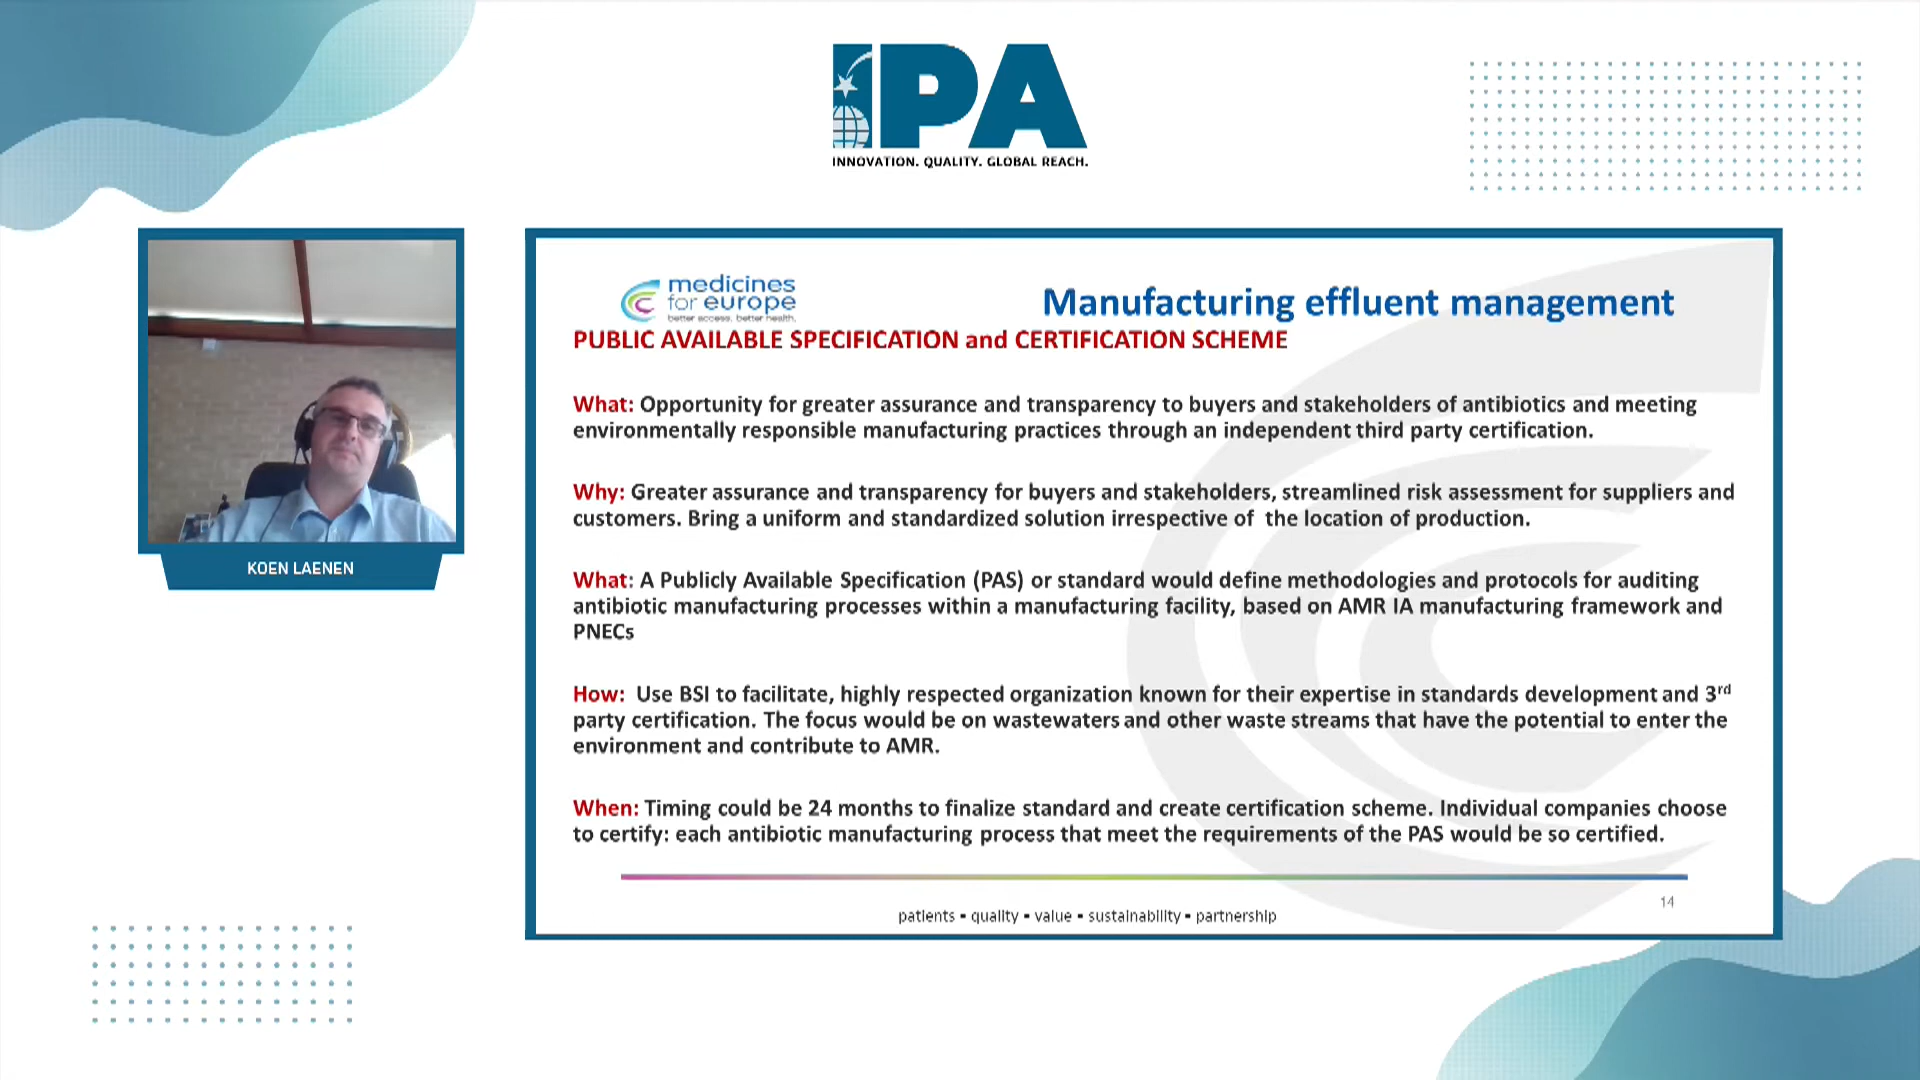 IPA
INNOVATION. QUALITY. GLOBAL REACH.
KOEN LAENEN
medicines
for europe
better access. better health.
Manufacturing effluent management
PUBLIC AVAILABLE SPECIFICATION and CERTIFICATION SCHEME
What: Opportunity for greater assurance and transparency to buyers and stakeholders of antibiotics and meeting
environmentally responsible manufacturing practices through an independent third party certification.
Why: Greater assurance and transparency for buyers and stakeholders, streamlined risk assessment for suppliers and
customers. Bring a uniform and standardized solution irrespective of  the location of production.
What: A Publicly Available Specification (PAS) or standard would define methodologies and protocols for auditing
antibiotic manufacturing processes within a manufacturing facility, based on AMR IA manufacturing framework and
PNECs
How:  Use BSI to facilitate, highly respected organization known for their expertise in standards development and 3rd
party certification. The focus would be on wastewaters and other waste streams that have the potential to enter the
environment and contribute to AMR.
When: Timing could be 24 months to finalize standard and create certification scheme. Individual companies choose
to certify: each antibiotic manufacturing process that meet the requirements of the PAS would be so certified.
14
patients ▪ quality ▪ value ▪ sustainability ▪ partnership